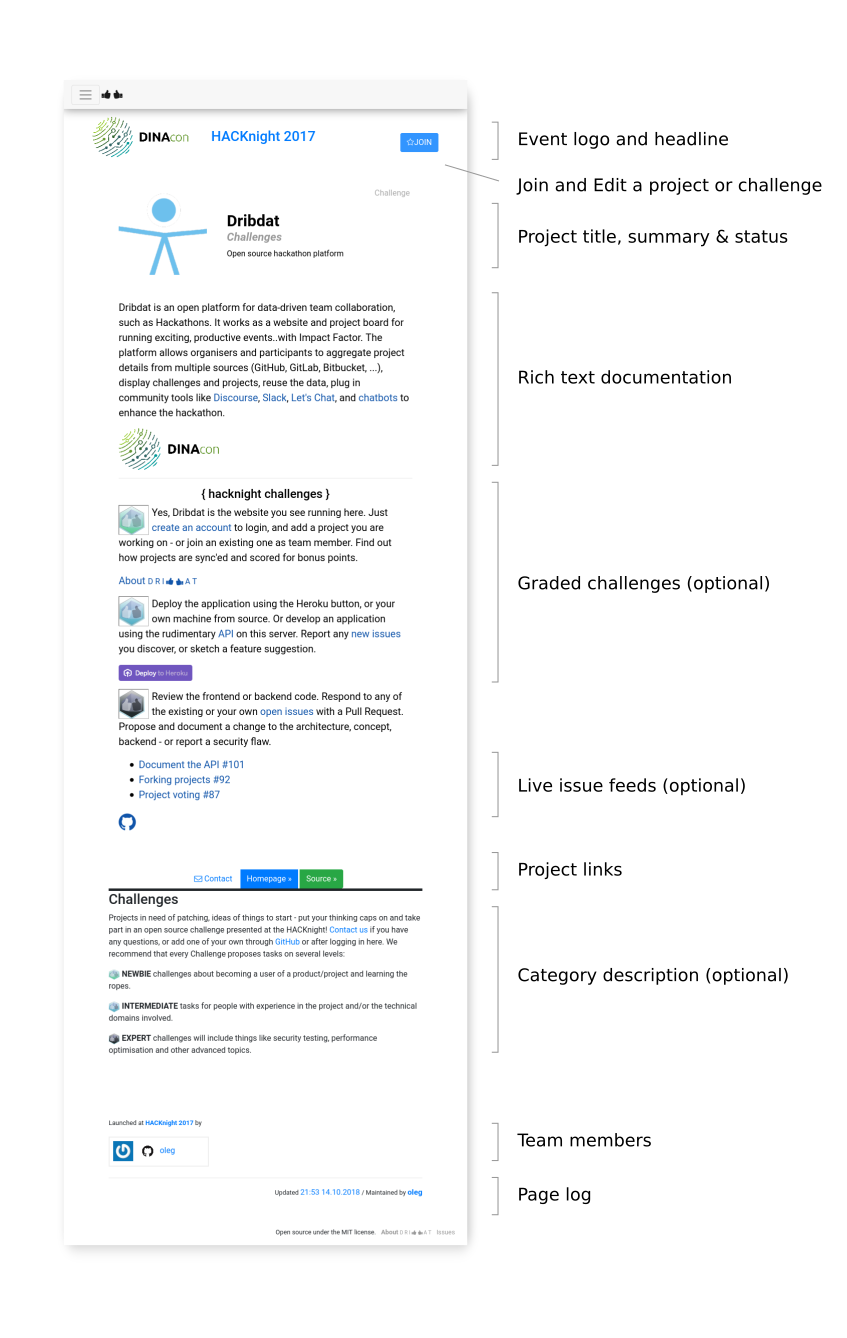 DINAcon HACKnight 2017
JOIN
Event logo and headline
Join and Edit a project or challenge
Challenge
Dribdat
Challenges
Open source hackathon platform
Project title, summary & status
Dribdat is an open platform for data-driven team collaboration,
such as Hackathons. It works as a website and project board for
running exciting, productive events..with Impact Factor. The
platform allows organisers and participants to aggregate project
details from multiple sources (GitHub, GitLab, Bitbucket, ...),
display challenges and projects, reuse the data, plug in
community tools like Discourse, Slack, Let's Chat, and chatbots to
enhance the hackathon.
Rich text documentation
DINAcon
{ hacknight challenges }
Yes, Dribdat is the website you see running here. Just
create an account to login, and add a project you are
working on - or join an existing one as team member. Find out
how projects are sync'ed and scored for bonus points.
About D R I A T
Deploy the application using the Heroku button, or your
own machine from source. Or develop an application
using the rudimentary API on this server. Report any new issues
you discover, or sketch a feature suggestion.
Deploy to Heroku
Review the frontend or backend code. Respond to any of
the existing or your own open issues with a Pull Request.
Propose and document a change to the architecture, concept,
backend - or report a security flaw.
Graded challenges (optional)
Document the API #101
Forking projects #92
Project voting #87
Live issue feeds (optional)
Contact Homepage » Source »
Project links
Challenges
Projects in need of patching, ideas of things to start - put your thinking caps on and take
part in an open source challenge presented at the HACKnight! Contact us if you have
any questions, or add one of your own through GitHub or after logging in here. We
recommend that every Challenge proposes tasks on several levels:
NEWBIE challenges about becoming a user of a product/project and learning the
ropes.
INTERMEDIATE tasks for people with experience in the project and/or the technical
domains involved.
EXPERT challenges will include things like security testing, performance
optimisation and other advanced topics.
Category description (optional)
Launched at HACKnight 2017 by
oleg
Team members
Updated 21:53 14.10.2018 / Maintained by oleg
Page log
Open source under the MIT license. About D R I A T Issues